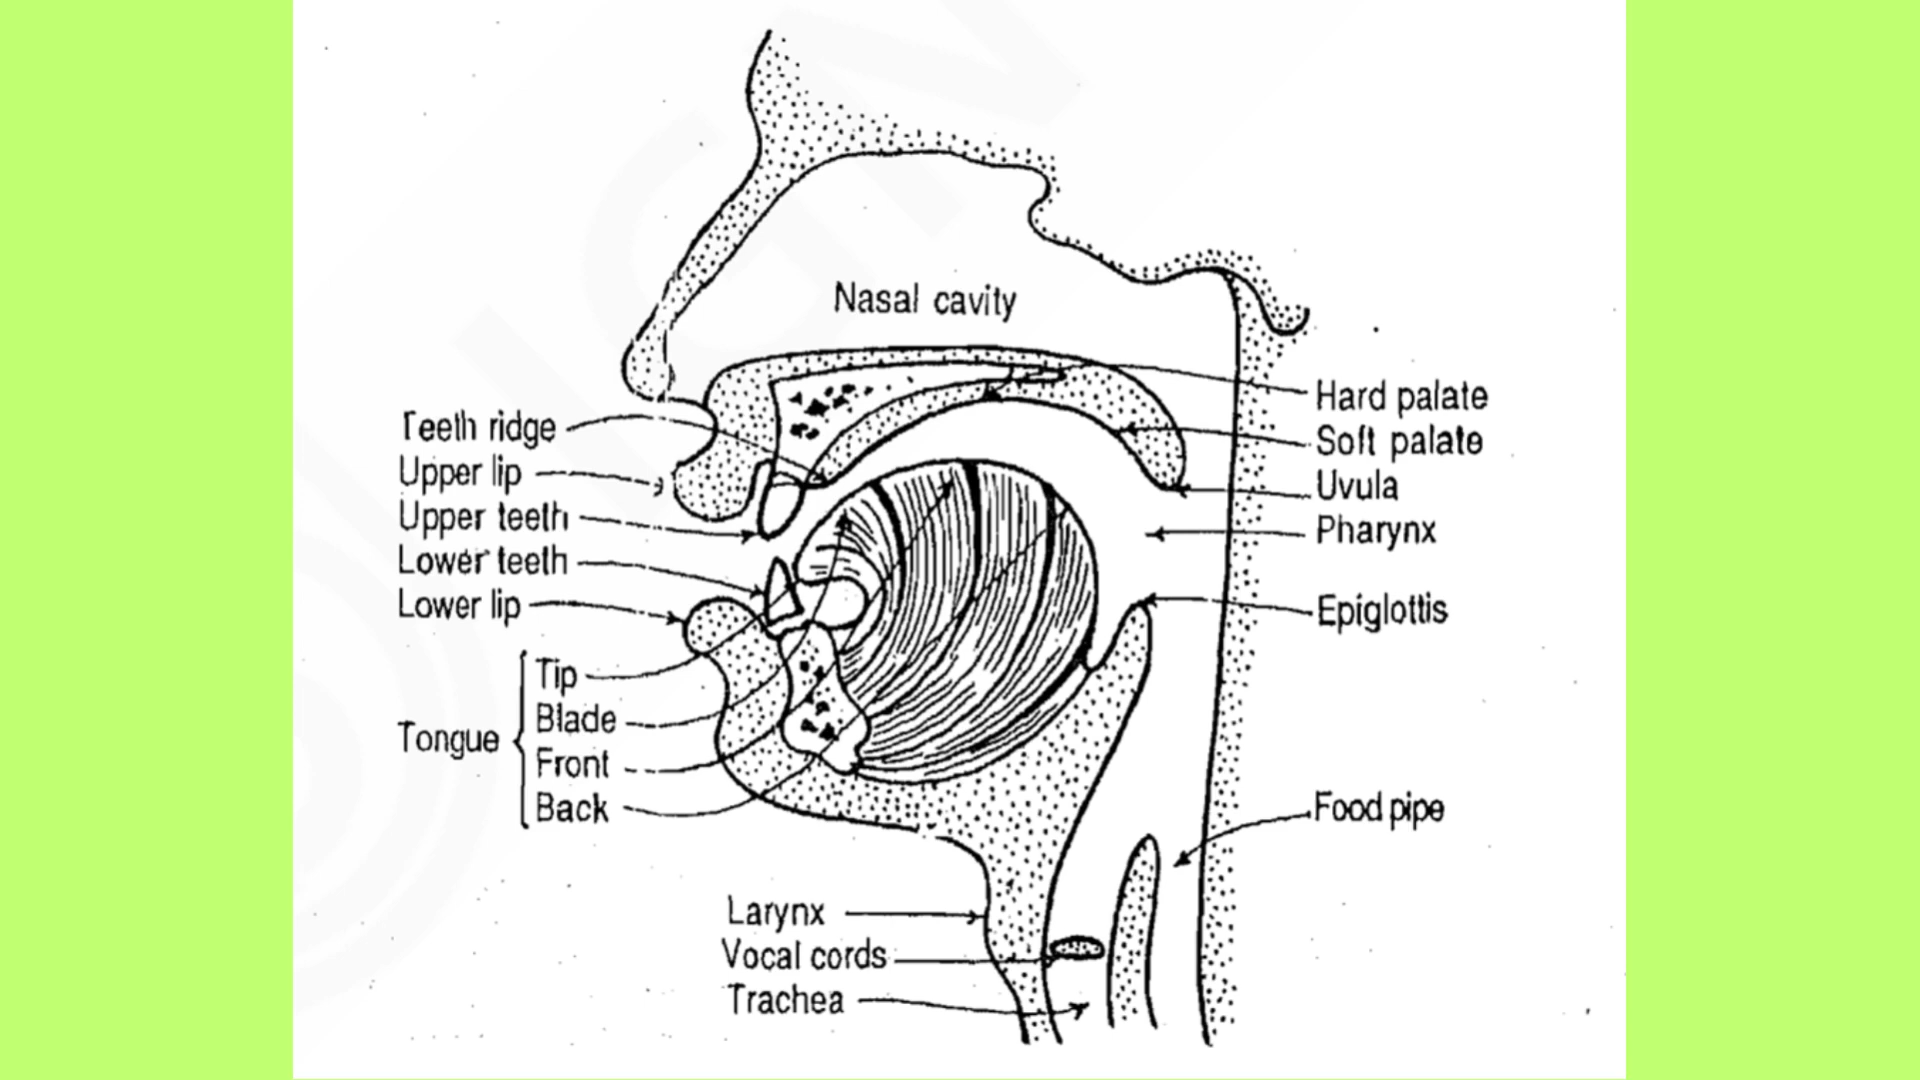 Nasal cavity
Teeth ridge
Upper lip
Upper teeth
Lower teeth
Lower lip
Tongue
Tip
Blade
Front
Back
Hard palate
Soft palate
Uvula
Pharynx
Epiglottis
Food pipe
Larynx
Vocal cords
Trachea